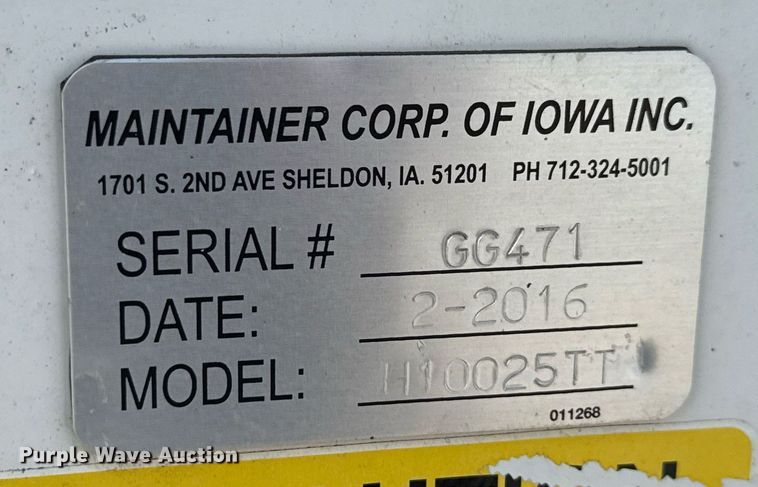 MAINTAINER CORP. OF IOWA INC.
1701 S. 2ND AVE SHELDON, IA. 51201 PH 712-324-5001
SERIAL # GG471
DATE: 2-2016
MODEL: H10025TT
011268
Purple Wave Auction